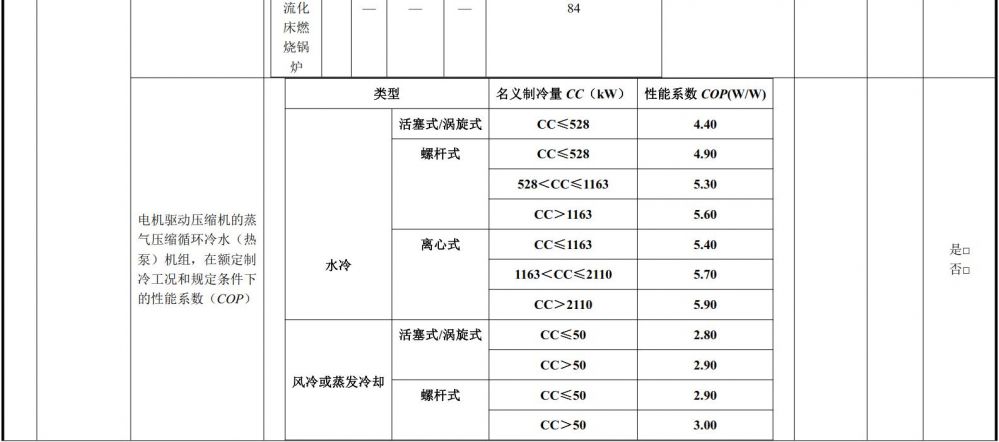 流化床燃烧锅炉 — — — 84
类型 名义制冷量 CC（kW） 性能系数 COP(W/W)
电机驱动压缩机的蒸
气压缩循环冷水（热
泵）机组，在额定制
冷工况和规定条件下
的性能系数（COP）
水冷 活塞式/涡旋式 CC≤528 4.40
螺杆式 CC≤528 4.90
528＜CC≤1163 5.30
CC＞1163 5.60
离心式 CC≤1163 5.40
1163＜CC≤2110 5.70
CC＞2110 5.90
风冷或蒸发冷却 活塞式/涡旋式 CC≤50 2.80
CC＞50 2.90
螺杆式 CC≤50 2.90
CC＞50 3.00
是□
否□